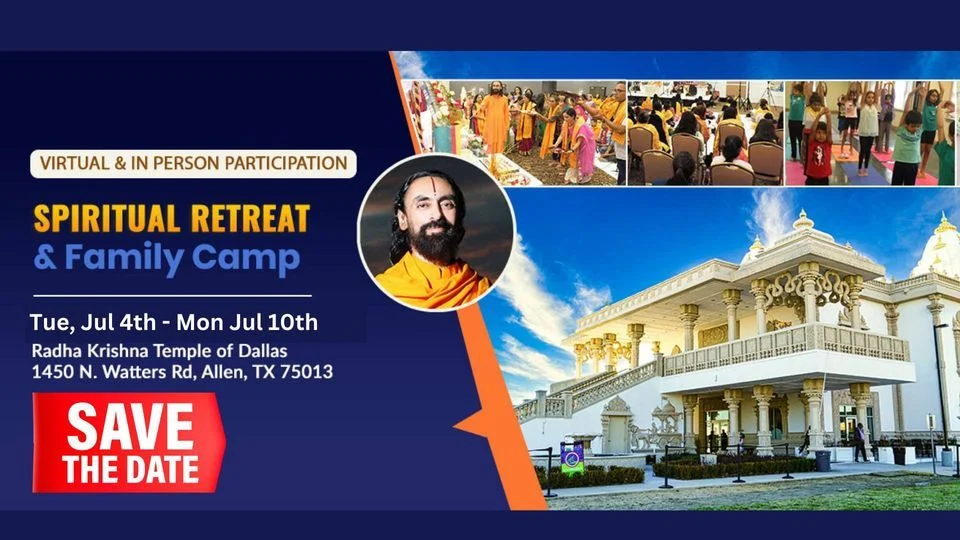 VIRTUAL & IN PERSON PARTICIPATION
SPIRITUAL RETREAT
& Family Camp
Tue, Jul 4th - Mon Jul 10th
Radha Krishna Temple of Dallas
1450 N. Watters Rd, Allen, TX 75013
SAVE
THE DATE